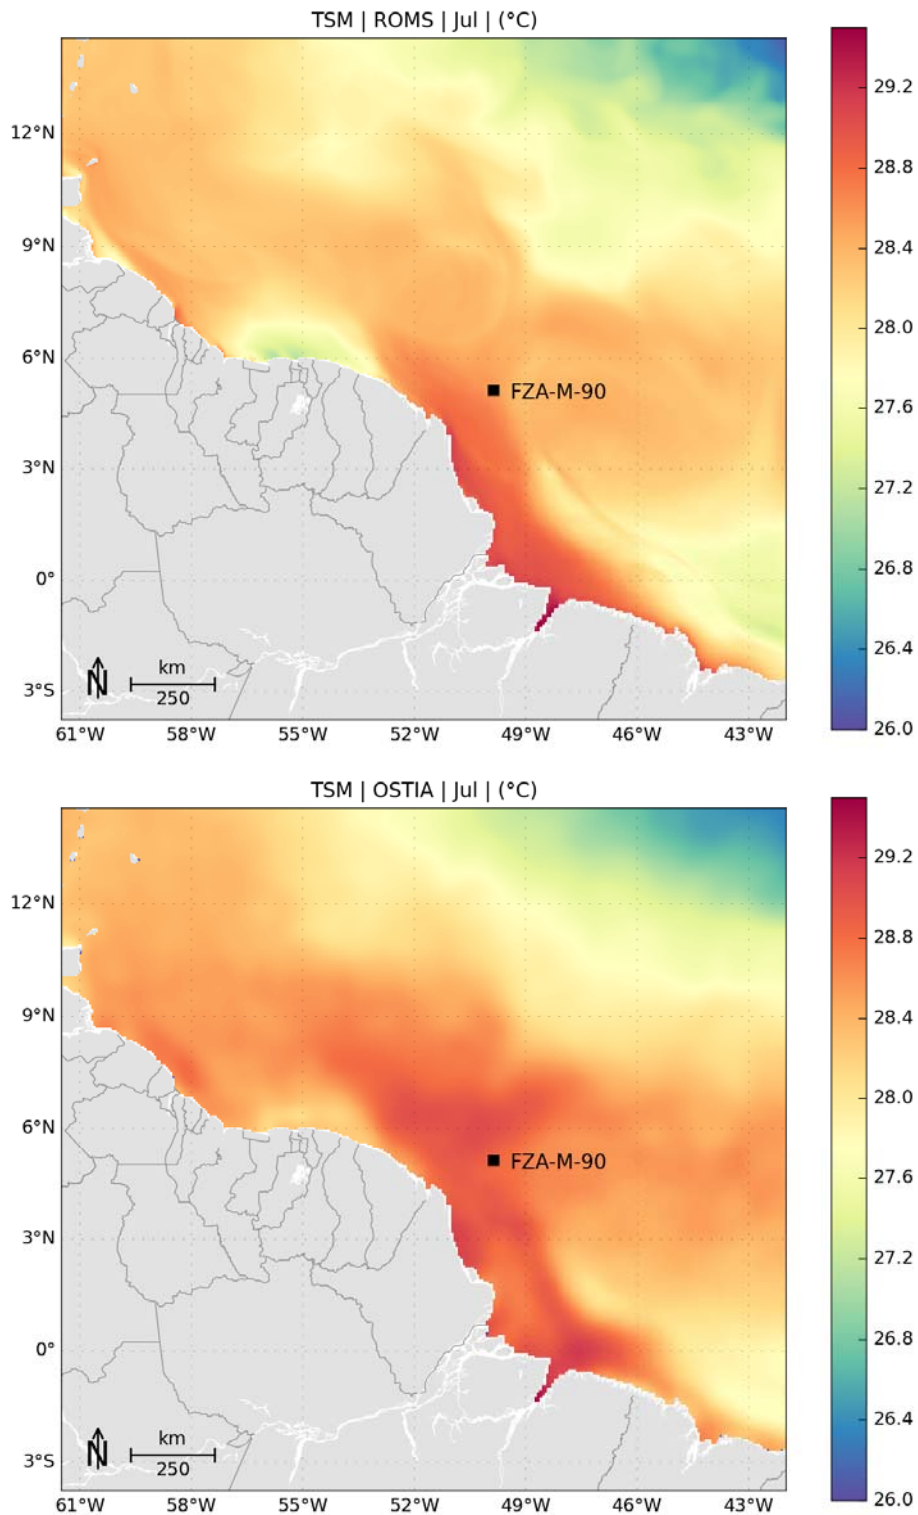 TSM | ROMS | Jul | (°C)
12°N
9°N
6°N
3°N
0°
3°S
FZA-M-90
N
km
250
61°W 58°W 55°W 52°W 49°W 46°W 43°W
29.2
28.8
28.4
28.0
27.6
27.2
26.8
26.4
26.0
TSM | OSTIA | Jul | (°C)
12°N
9°N
6°N
3°N
0°
3°S
FZA-M-90
N
km
250
61°W 58°W 55°W 52°W 49°W 46°W 43°W
29.2
28.8
28.4
28.0
27.6
27.2
26.8
26.4
26.0